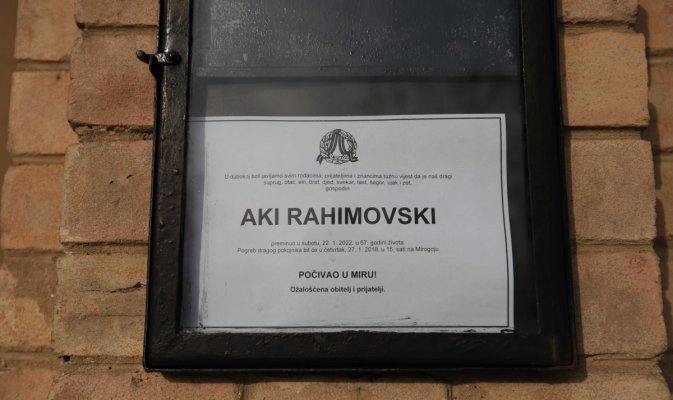 U dubokoj boli javljamo svim rođacima, prijateljima i znancima tužnu vijest da je naš dragi
suprug, otac, sin, brat, djed, svekar, tast, šogor, ujak i zet,
gospodin
AKI RAHIMOVSKI
preminuo u subotu, 22. 1. 2022. u 67. godini života
Pogreb dragog pokojnika bit će u četvrtak, 27. 1. 2018. u 15, sati na Mirogoju.
POČIVAO U MIRU!
Ožalošćena obitelj i prijatelji.